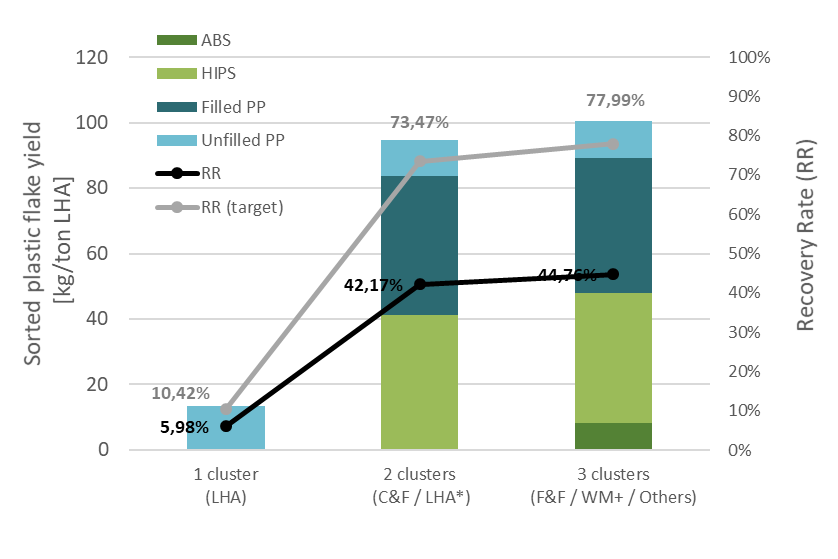 ABS
HIPS
Filled PP
Unfilled PP
RR
RR (target)
Sorted plastic flake yield
[kg/ton LHA]
120
100
80
60
40
20
0
10,42%
5,98%
73,47%
42,17%
77,99%
44,76%
100%
90%
80%
70%
60%
50%
40%
30%
20%
10%
0%
Recovery Rate (RR)
1 cluster
(LHA)
2 clusters
(C&F / LHA*)
3 clusters
(F&F / WM+ / Others)